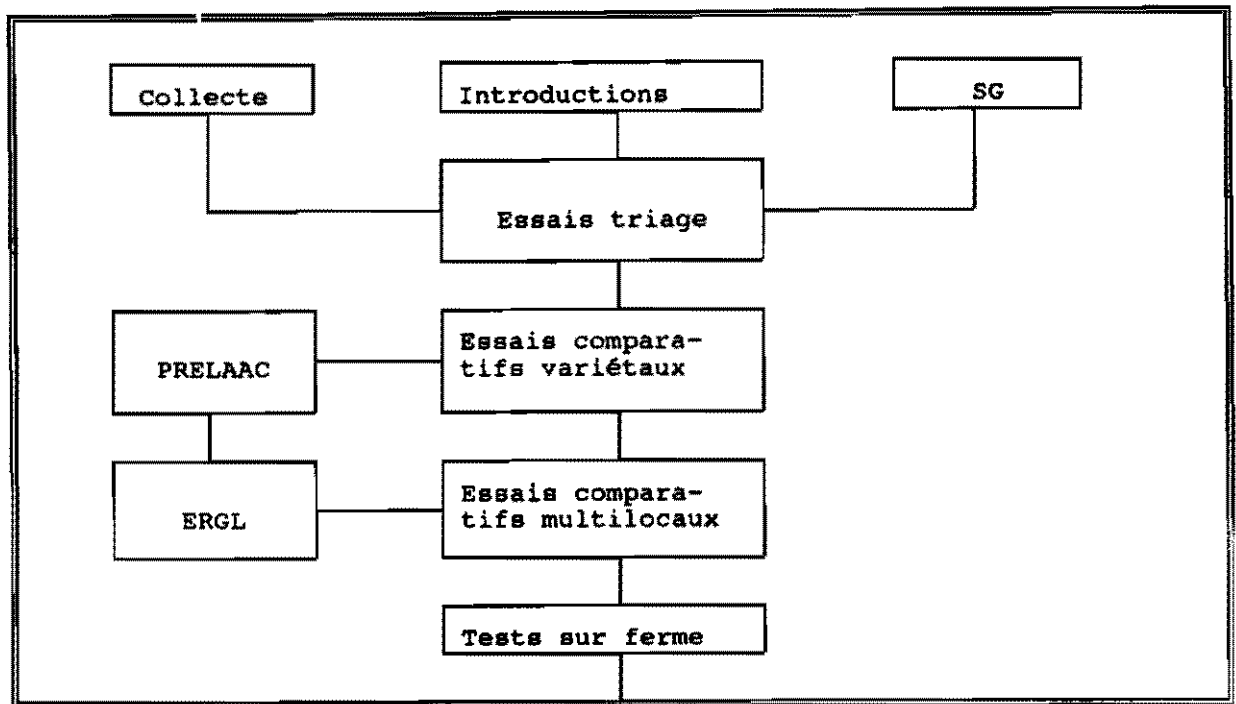 Collecte
Introductions
SG
Essais triage
PRELAAC
Essais compara-
tifs variétaux
ERGL
Essais compara-
tifs multilocaux
Tests sur ferme